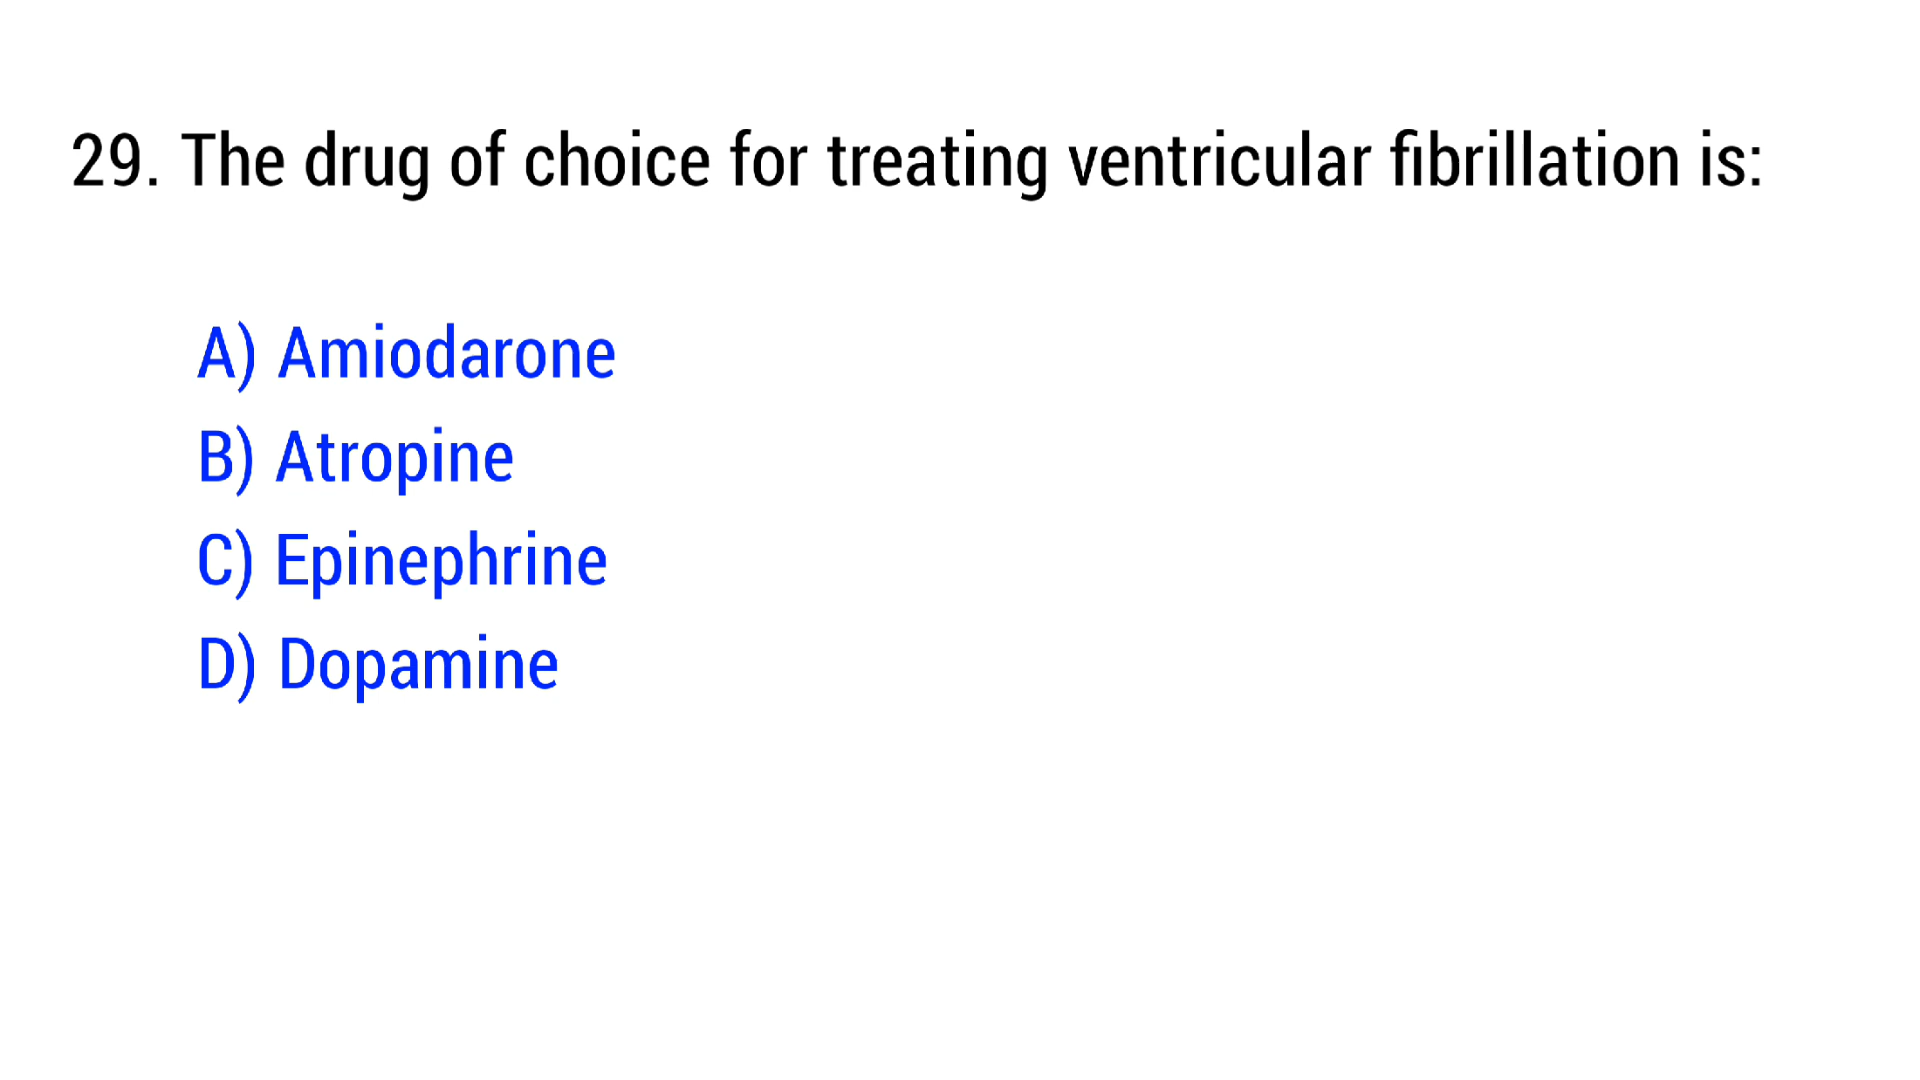 29. The drug of choice for treating ventricular fibrillation is:
A) Amiodarone
B) Atropine
C) Epinephrine
D) Dopamine